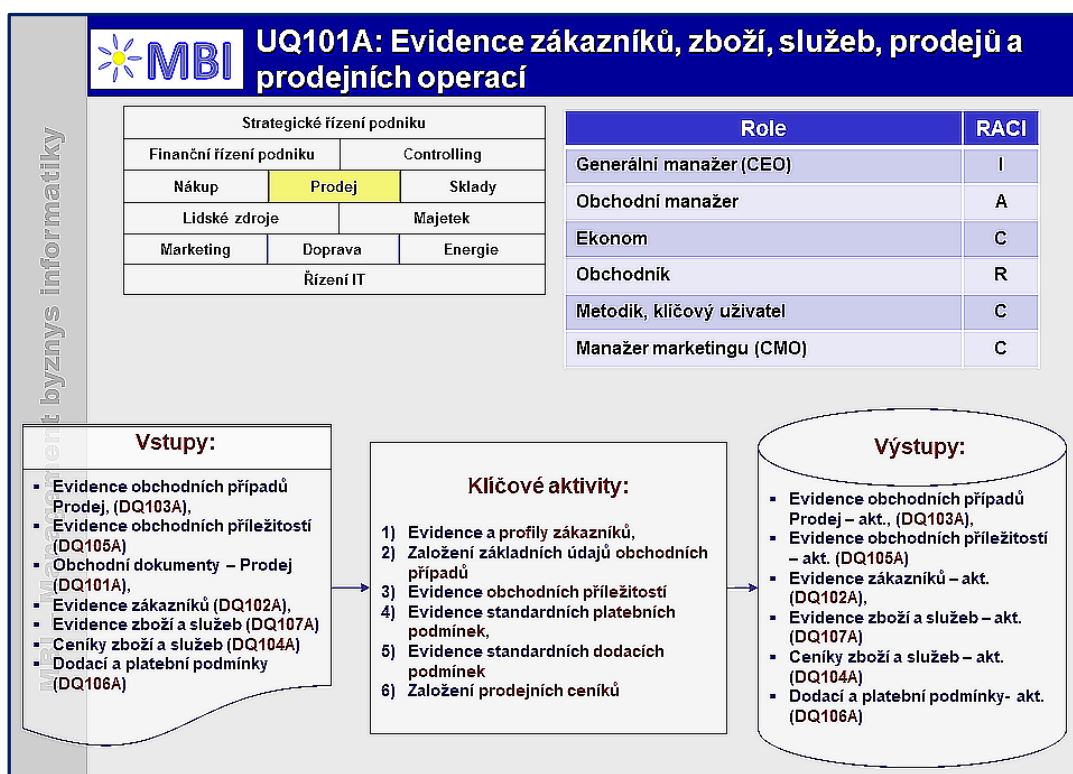 MBI
UQ101A: Evidence zákazníků, zboží, služeb, prodejů a
prodejních operací
MBI – Management byznys informatiky
Strategické řízení podniku
Finanční řízení podniku Controlling
Nákup Prodej Sklady
Lidské zdroje Majetek
Marketing Doprava Energie
Řízení IT
Role RACI
Generální manažer (CEO) I
Obchodní manažer A
Ekonom C
Obchodník R
Metodik, klíčový uživatel C
Manažer marketingu (CMO) C
Vstupy:
▪ Evidence obchodních případů
Prodej, (DQ103A),
▪ Evidence obchodních příležitostí
(DQ105A)
▪ Obchodní dokumenty – Prodej
(DQ101A),
▪ Evidence zákazníků (DQ102A),
▪ Evidence zboží a služeb (DQ107A)
▪ Ceníky zboží a služeb (DQ104A)
▪ Dodací a platební podmínky
(DQ106A)
Klíčové aktivity:
1) Evidence a profily zákazníků,
2) Založení základních údajů obchodních
případů
3) Evidence obchodních příležitostí
4) Evidence standardních platebních
podmínek,
5) Evidence standardních dodacích
podmínek
6) Založení prodejních ceníků
Výstupy:
▪ Evidence obchodních případů
Prodej – akt., (DQ103A),
▪ Evidence obchodních příležitostí
– akt. (DQ105A)
▪ Evidence zákazníků – akt.
(DQ102A),
▪ Evidence zboží a služeb – akt.
(DQ107A)
▪ Ceníky zboží a služeb – akt.
(DQ104A)
▪ Dodací a platební podmínky- akt.
(DQ106A)